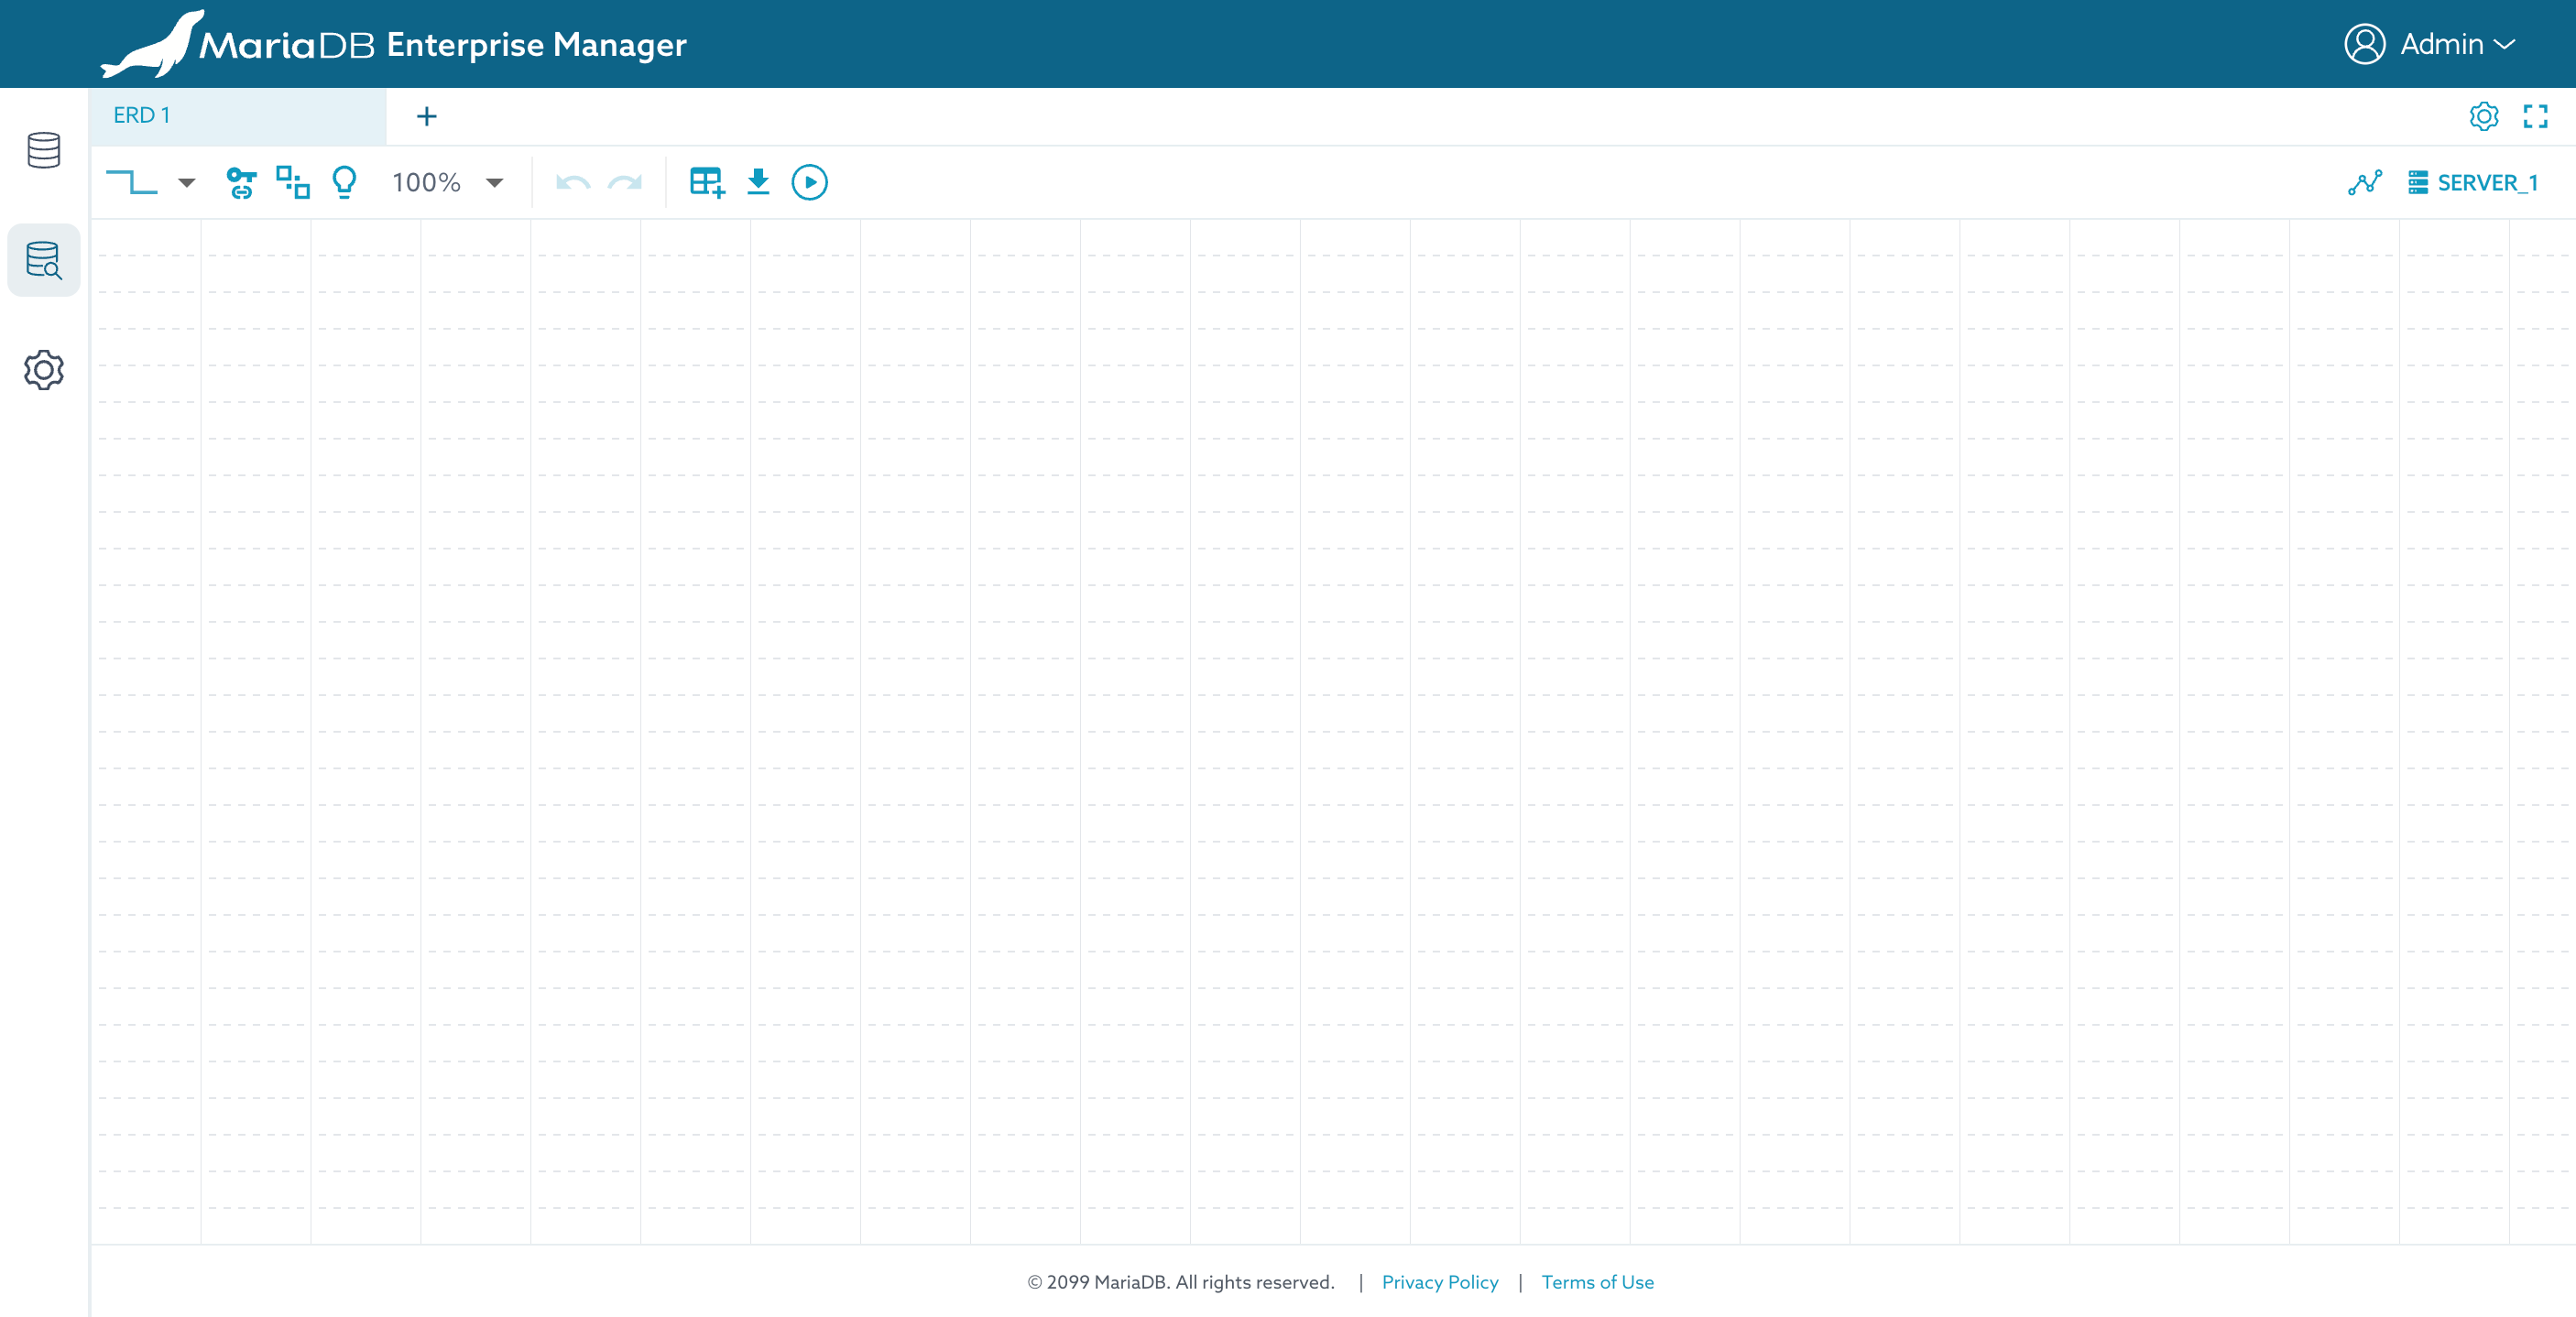 MariaDB Enterprise Manager
Admin
ERD 1
100%
SERVER_1
© 2099 MariaDB. All rights reserved. | Privacy Policy | Terms of Use